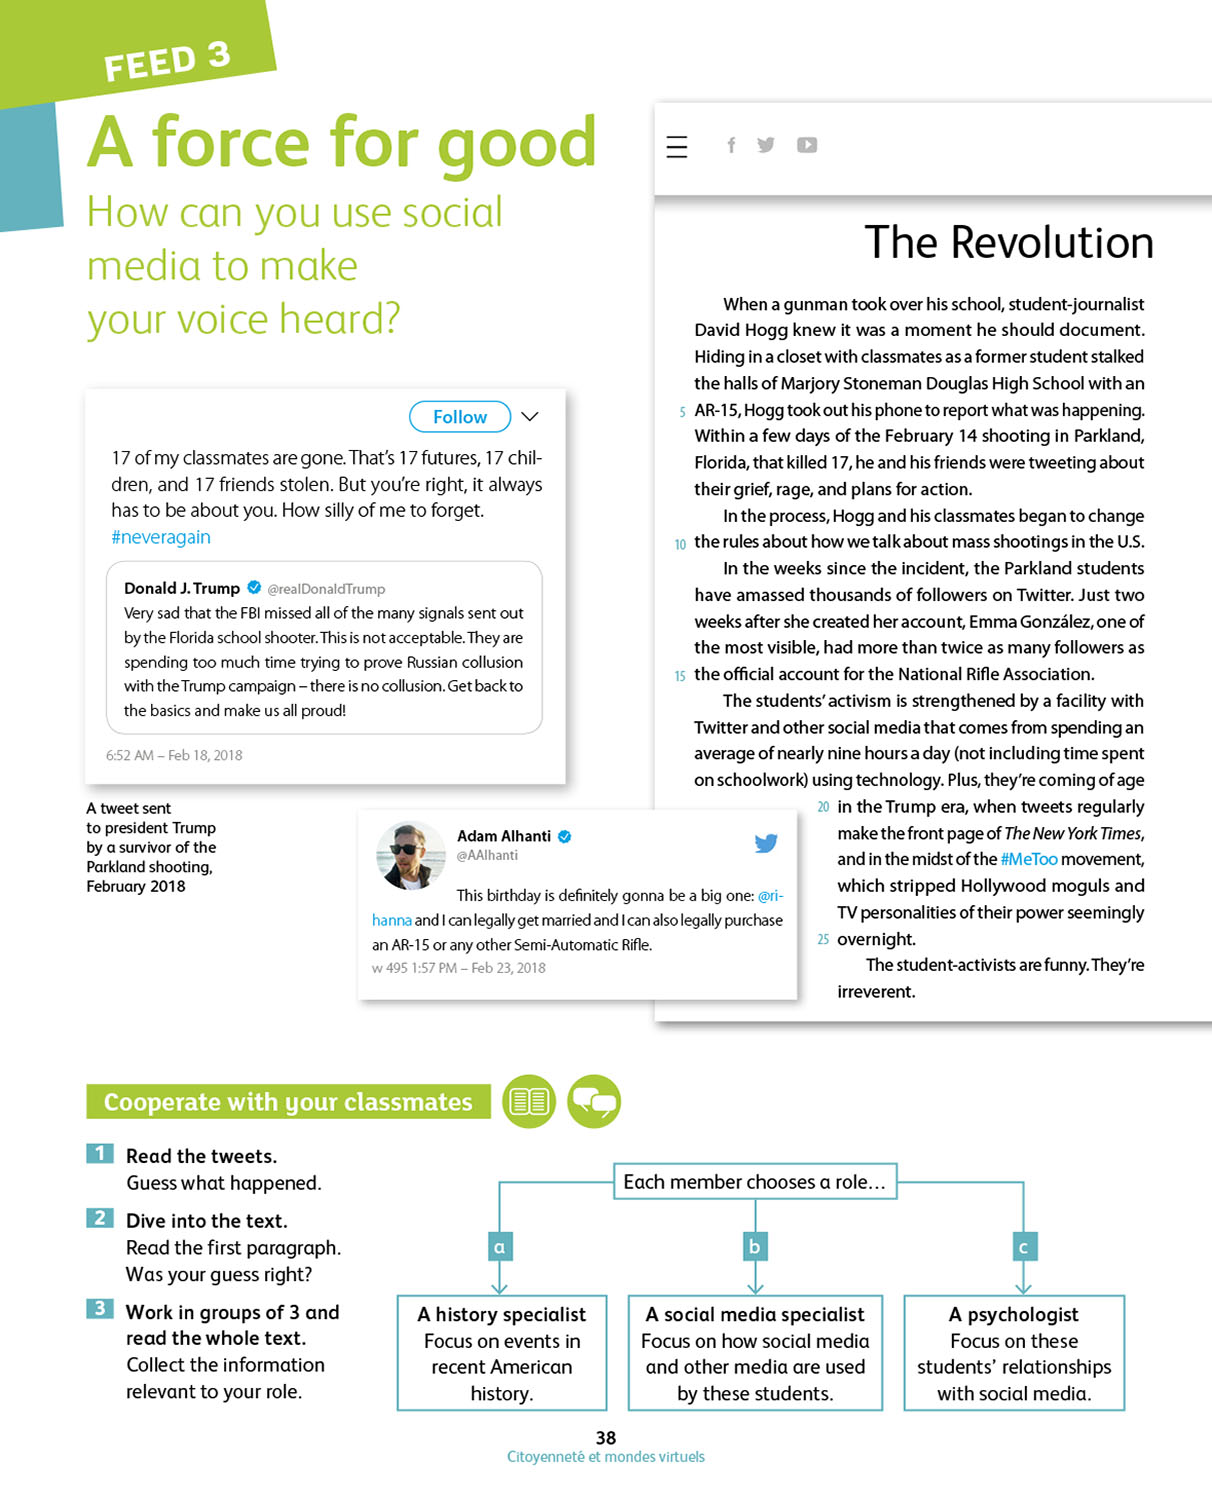 FEED 3
A force for good
How can you use social
media to make
your voice heard?
Follow
17 of my classmates are gone. That's 17 futures, 17 chil-
dren, and 17 friends stolen. But you're right, it always
has to be about you. How silly of me to forget.
#neveragain
Donald J. Trump @realDonaldTrump
Very sad that the FBI missed all of the many signals sent out
by the Florida school shooter. This is not acceptable. They are
spending too much time trying to prove Russian collusion
with the Trump campaign – there is no collusion. Get back to
the basics and make us all proud!
6:52 AM – Feb 18, 2018
A tweet sent
to president Trump
by a survivor of the
Parkland shooting,
February 2018
Adam Alhanti
@AAlhanti
This birthday is definitely gonna be a big one: @ri-
hanna and I can legally get married and I can also legally purchase
an AR-15 or any other Semi-Automatic Rifle.
w 495 1:57 PM – Feb 23, 2018
The Revolution
When a gunman took over his school, student-journalist
David Hogg knew it was a moment he should document.
Hiding in a closet with classmates as a former student stalked
the halls of Marjory Stoneman Douglas High School with an
5 AR-15, Hogg took out his phone to report what was happening.
Within a few days of the February 14 shooting in Parkland,
Florida, that killed 17, he and his friends were tweeting about
their grief, rage, and plans for action.
In the process, Hogg and his classmates began to change
10 the rules about how we talk about mass shootings in the U.S.
In the weeks since the incident, the Parkland students
have amassed thousands of followers on Twitter. Just two
weeks after she created her account, Emma González, one of
the most visible, had more than twice as many followers as
15 the official account for the National Rifle Association.
The students' activism is strengthened by a facility with
Twitter and other social media that comes from spending an
average of nearly nine hours a day (not including time spent
on schoolwork) using technology. Plus, they're coming of age
20 in the Trump era, when tweets regularly
make the front page of The New York Times,
and in the midst of the #MeToo movement,
which stripped Hollywood moguls and
TV personalities of their power seemingly
25 overnight.
The student-activists are funny. They're
irreverent.
Cooperate with your classmates
1 Read the tweets.
Guess what happened.
2 Dive into the text.
Read the first paragraph.
Was your guess right?
3 Work in groups of 3 and
read the whole text.
Collect the information
relevant to your role.
Each member chooses a role…
a
A history specialist
Focus on events in
recent American
history.
b
A social media specialist
Focus on how social media
and other media are used
by these students.
c
A psychologist
Focus on these
students' relationships
with social media.
38
Citoyenneté et mondes virtuels